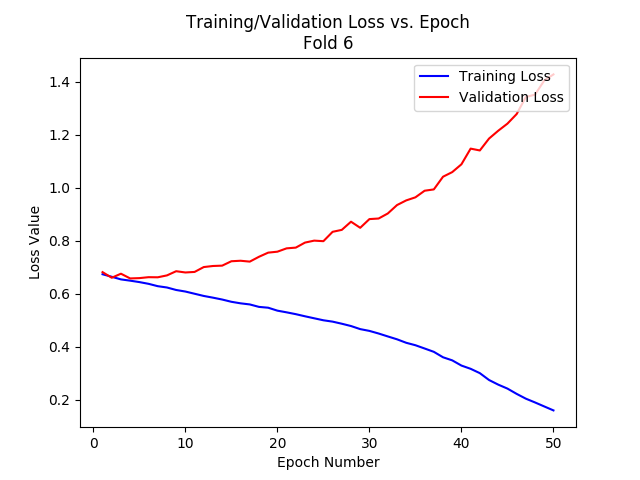 Training/Validation Loss vs. Epoch
Fold 6
Training Loss
Validation Loss
Loss Value
1.4
1.2
1.0
0.8
0.6
0.4
0.2
0
10
20
30
40
50
Epoch Number